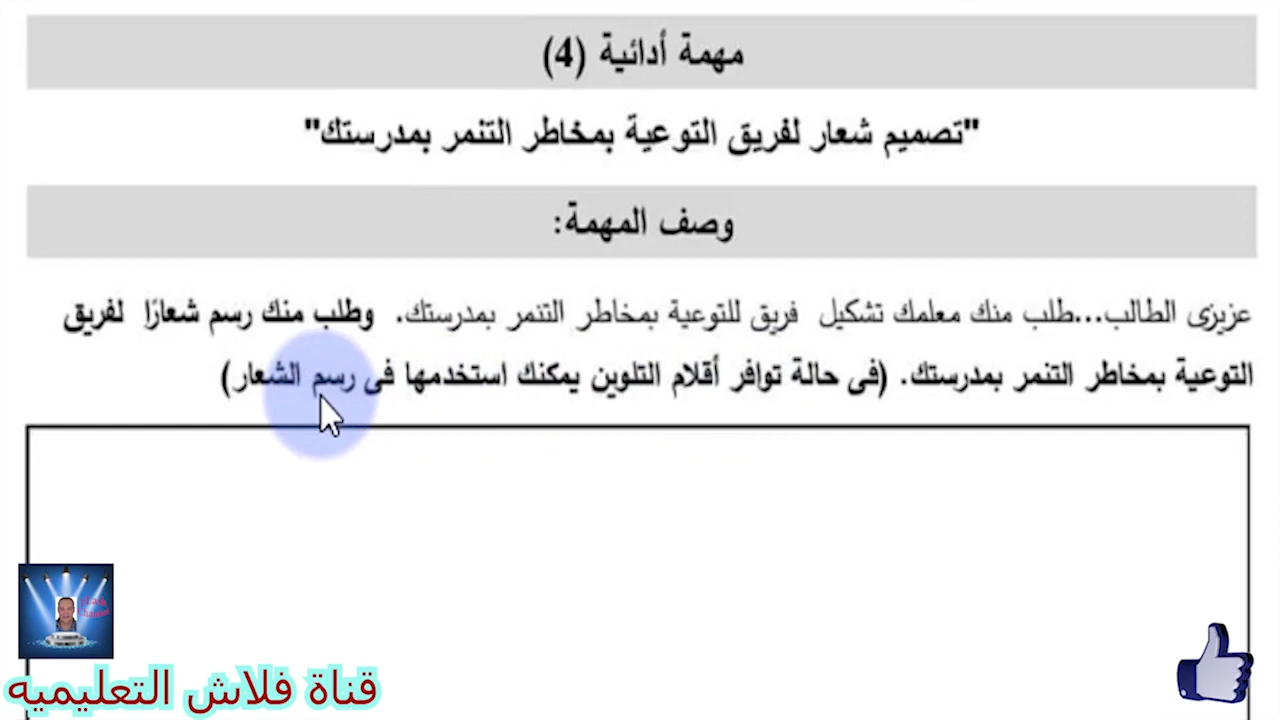 مهمة أدائية (4)
"تصميم شعار لفريق التوعية بمخاطر التنمر بمدرستك"
وصف المهمة:
عزيزى الطالب...طلب منك معلمك تشكيل فريق للتوعية بمخاطر التنمر بمدرستك. وطلب منك رسم شعارًا لفريق
التوعية بمخاطر التنمر بمدرستك. (فى حالة توافر أقلام التلوين يمكنك استخدمها فى رسم الشعار)
قناة فلاش التعليميه